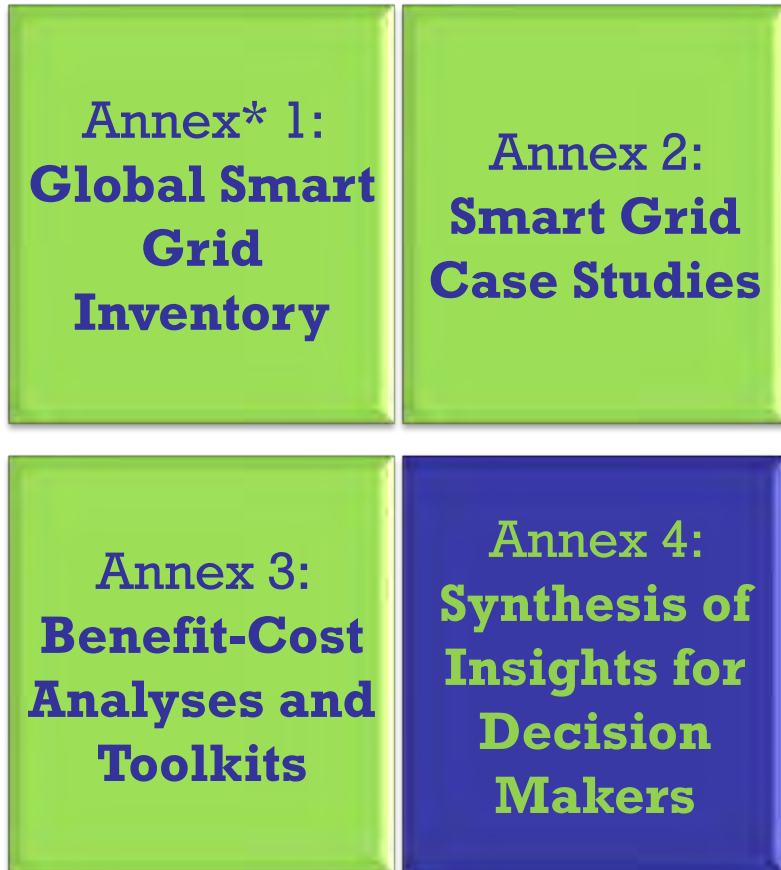 Annex* 1:
Global Smart
Grid
Inventory
Annex 2:
Smart Grid
Case Studies
Annex 3:
Benefit-Cost
Analyses and
Toolkits
Annex 4:
Synthesis of
Insights for
Decision
Makers